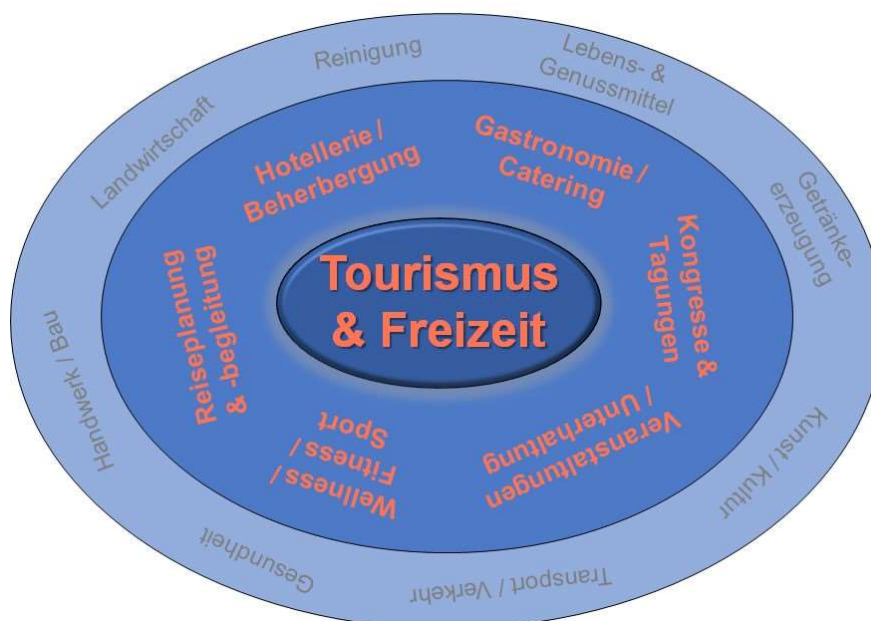 Reinigung
Lebens- &
Genussmittel
Getränke-
erzeugung
Kunst / Kultur
Transport / Verkehr
Gesundheit
Handwerk / Bau
Landwirtschaft
Hotellerie /
Beherbergung
Gastronomie /
Catering
Kongresse &
Tagungen
Veranstaltungen
/ Unterhaltung
Wellness /
Fitness /
Sport
Reiseplanung
& -begleitung
Tourismus
& Freizeit